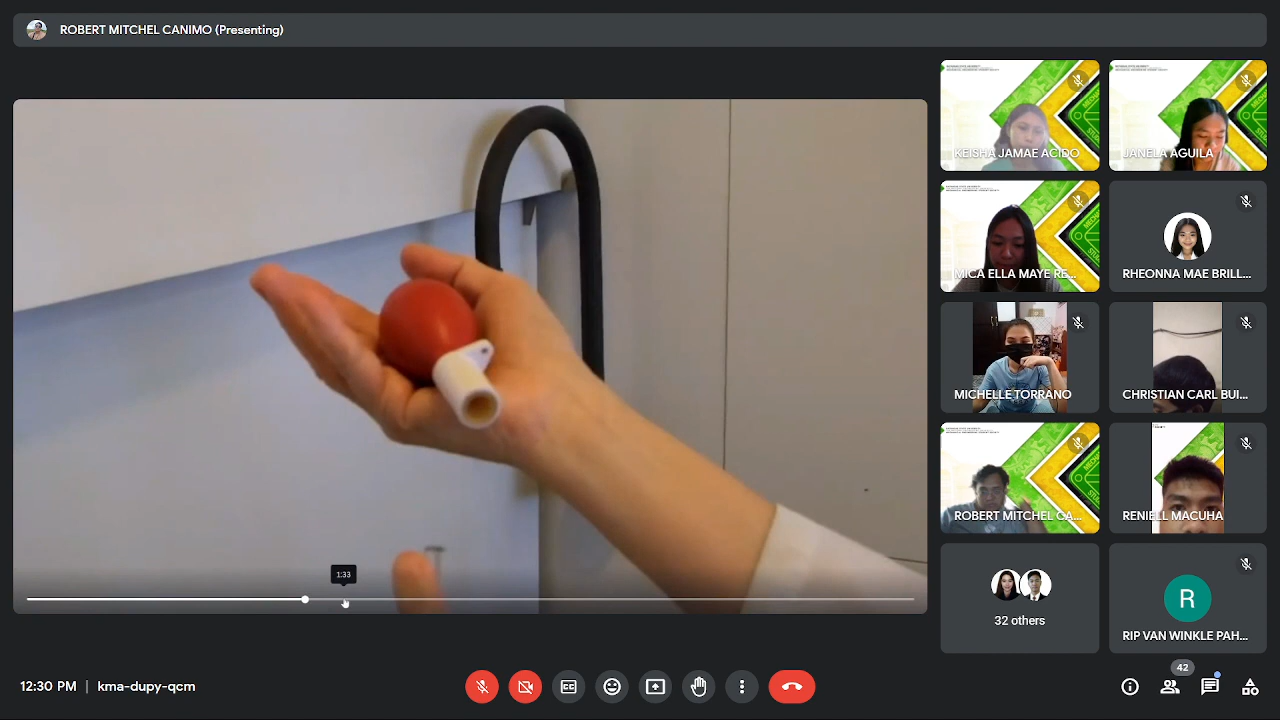 ROBERT MITCHEL CANIMO (Presenting)
KEISHA JAMAE ACIDO
JANELA AGUILA
MICA ELLA MAYE RE...
RHEONNA MAE BRILL...
MICHELLE TORRANO
CHRISTIAN CARL BUI...
ROBERT MITCHEL CA...
RENIELL MACUHA
32 others
R
RIP VAN WINKLE PAH...
1:33
12:30 PM | kma-dupy-qcm
42